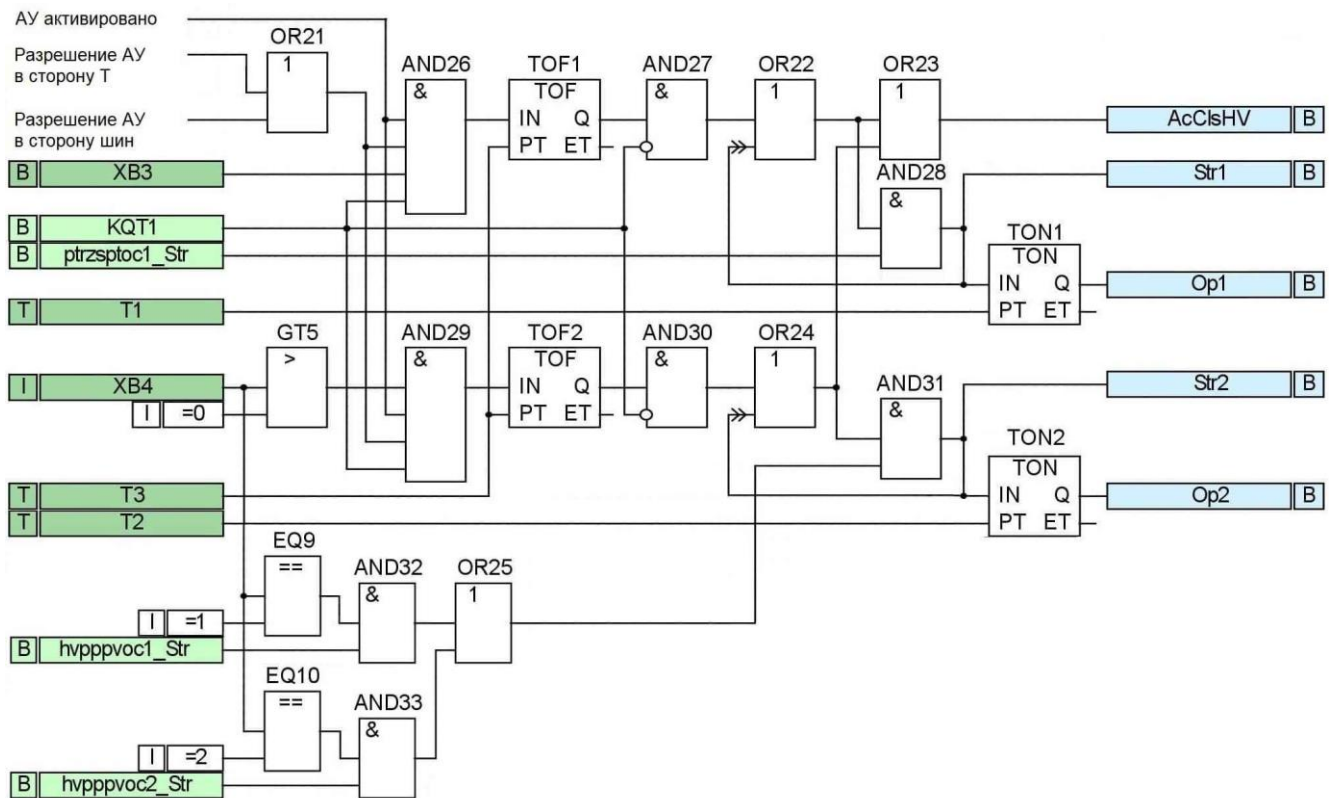 АУ активировано
Разрешение АУ
в сторону Т
OR21
1
Разрешение АУ
в сторону шин
AND26
&
TOF1
TOF
IN Q
PT ET
AND27
&
OR22
1
OR23
1
AcClsHV B
B XB3
AND28
&
Str1 B
B KQT1
B ptrzsptoc1_Str
TON1
TON
IN Q
PT ET
Op1 B
T T1
GT5
>
AND29
&
TOF2
TOF
IN Q
PT ET
AND30
&
OR24
1
I XB4
I =0
AND31
&
Str2 B
TON2
TON
IN Q
PT ET
Op2 B
T T3
T T2
EQ9
==
AND32
&
OR25
1
I =1
B hvpppvoc1_Str
EQ10
==
AND33
&
I =2
B hvpppvoc2_Str